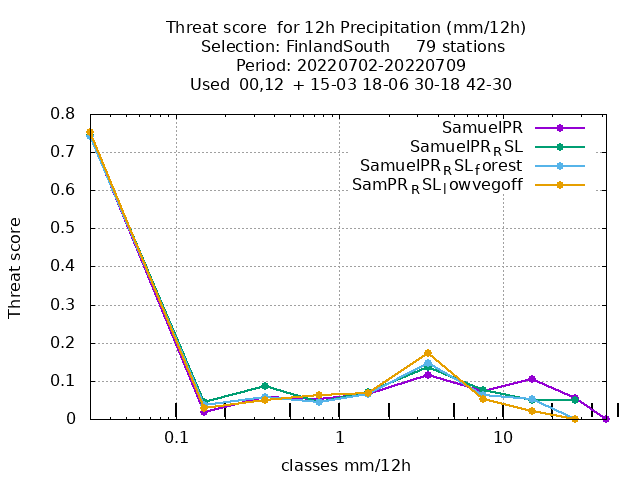 Threat score  for 12h Precipitation (mm/12h)
Selection: FinlandSouth     79 stations
Period: 20220702-20220709
Used  00,12  + 15-03 18-06 30-18 42-30
SamuelPR
SamuelPR_RSL
SamuelPR_RSL_forest
SamPR_RSL_lowvegoff
Threat score
0.8
0.7
0.6
0.5
0.4
0.3
0.2
0.1
0
0.1
1
10
classes mm/12h